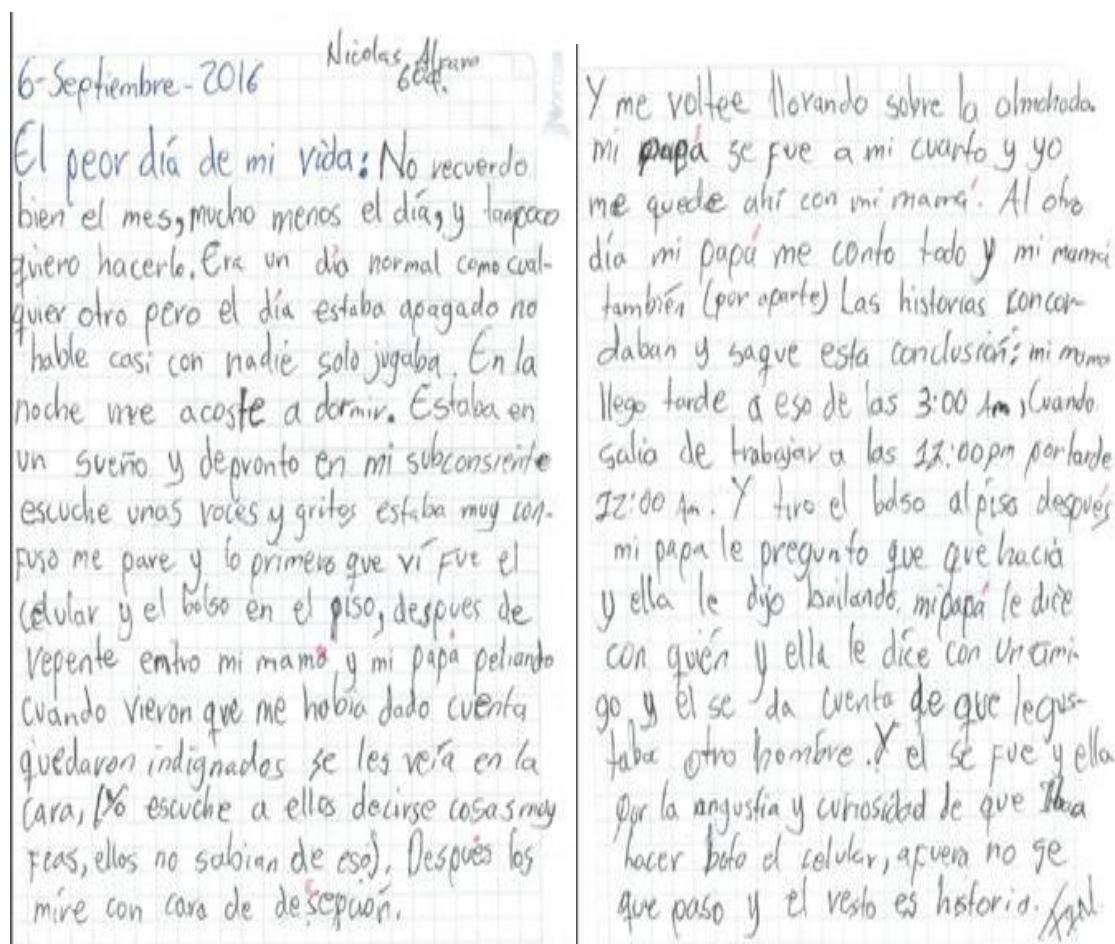 Nicolas Alfaro
6-Septiembre-2016
El peor día de mi vida: No recuerdo
bien el mes, mucho menos el día, y tampoco
quiero hacerlo. Era un día normal como cual-
quier otro pero el día estaba apagado no
hable casi con nadie solo jugaba. En la
noche me acoste a dormir. Estaba en
un sueño y depronto en mi subconsiente
escuche unas voces y gritos estaba muy con-
fuso me pare y lo primero que ví fue el
celular y el bolso en el piso, despues de
repente entro mi mamá y mi papá peliando
cuando vieron que me había dado cuenta
quedaron indignados se les veía en la
cara, (Yo escuche a ellos decirse cosas muy
feas, ellos no sabian de eso). Después los
mire con cara de desepción.
Y me voltee llorando sobre la almohada
mi papá se fue a mi cuarto y yo
me quede ahí con mi mamá. Al otro
día mi papá me conto todo y mi mamá
también (por aparte) Las historias concor-
daban y saque esta conclusión: mi mama
llego tarde a eso de las 3:00 Am, Cuando
salia de trabajar a las 12:00pm por tarde
12:00 Am. Y tiro el bolso al piso después
mi papa le pregunto que qué hacia
y ella le dijo bailando, mi papá le dice
con quién y ella le dice con un ami-
go y él se da cuenta de que le gus-
taba otro hombre. Y el se fue y ella
por la angustia y curiosidad de que iba a
hacer boto el celular, afuera no se
que paso y el resto es historia.